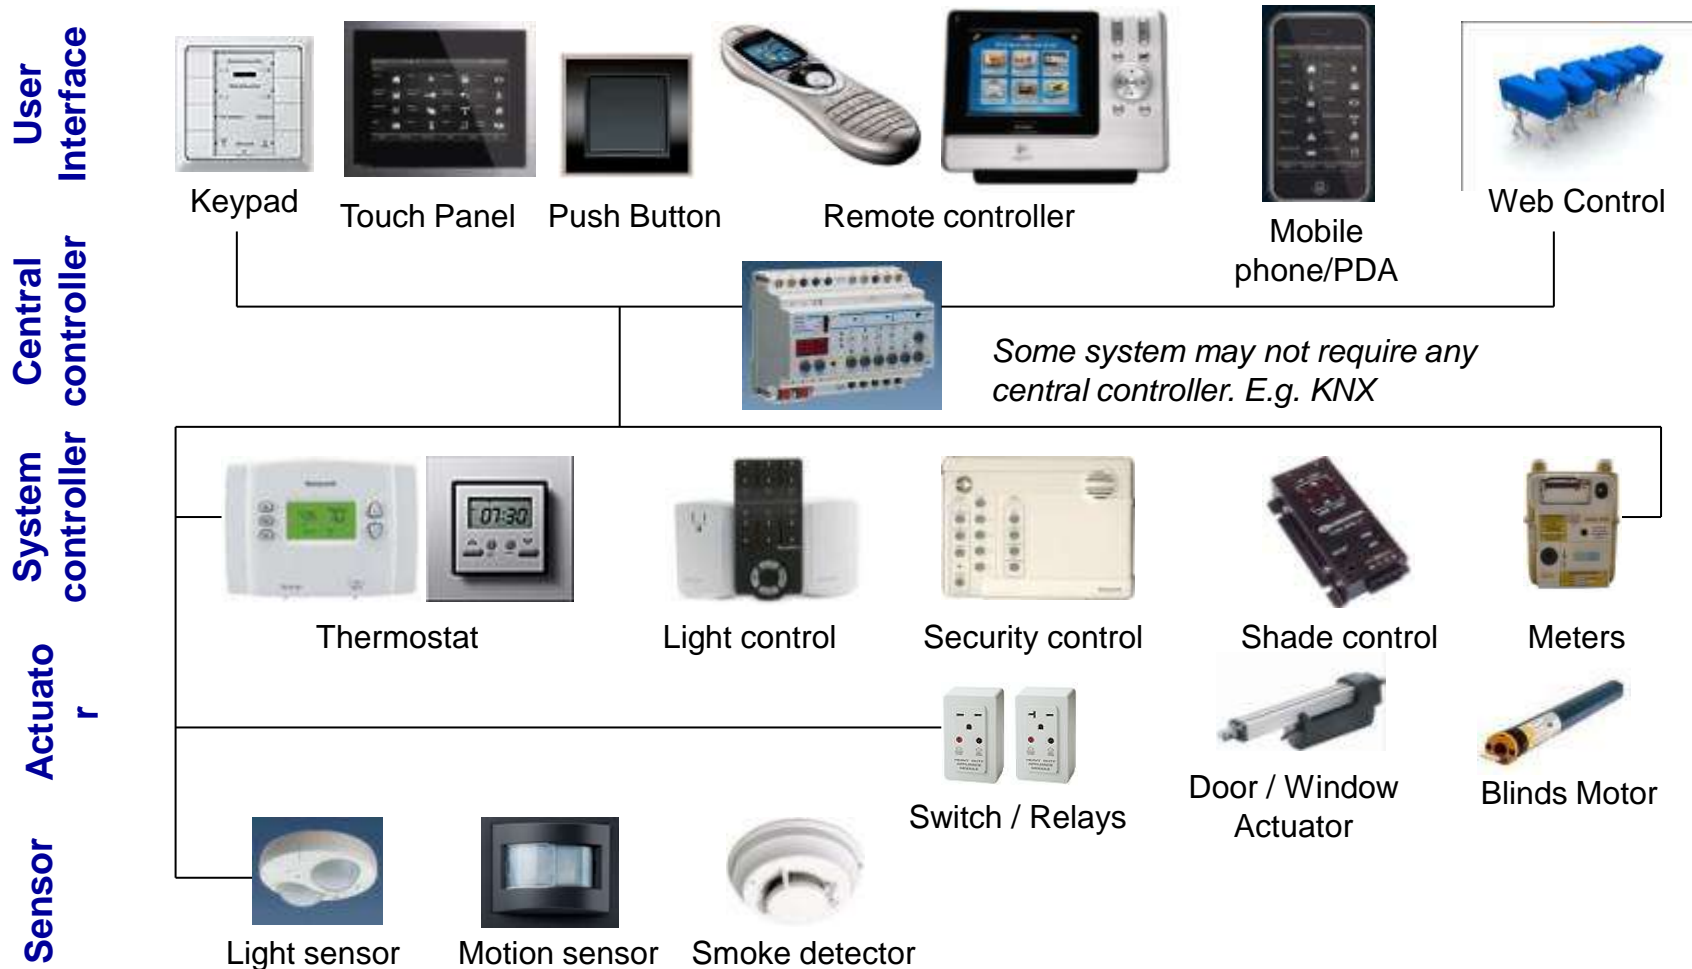 User
Interface
Keypad
Touch Panel
Push Button
Remote controller
Mobile
phone/PDA
Web Control
Central
controller
Some system may not require any
central controller. E.g. KNX
System
controller
07:30
Thermostat
Light control
Security control
Shade control
Meters
Actuato
r
Switch / Relays
Door / Window
Actuator
Blinds Motor
Sensor
Light sensor
Motion sensor
Smoke detector